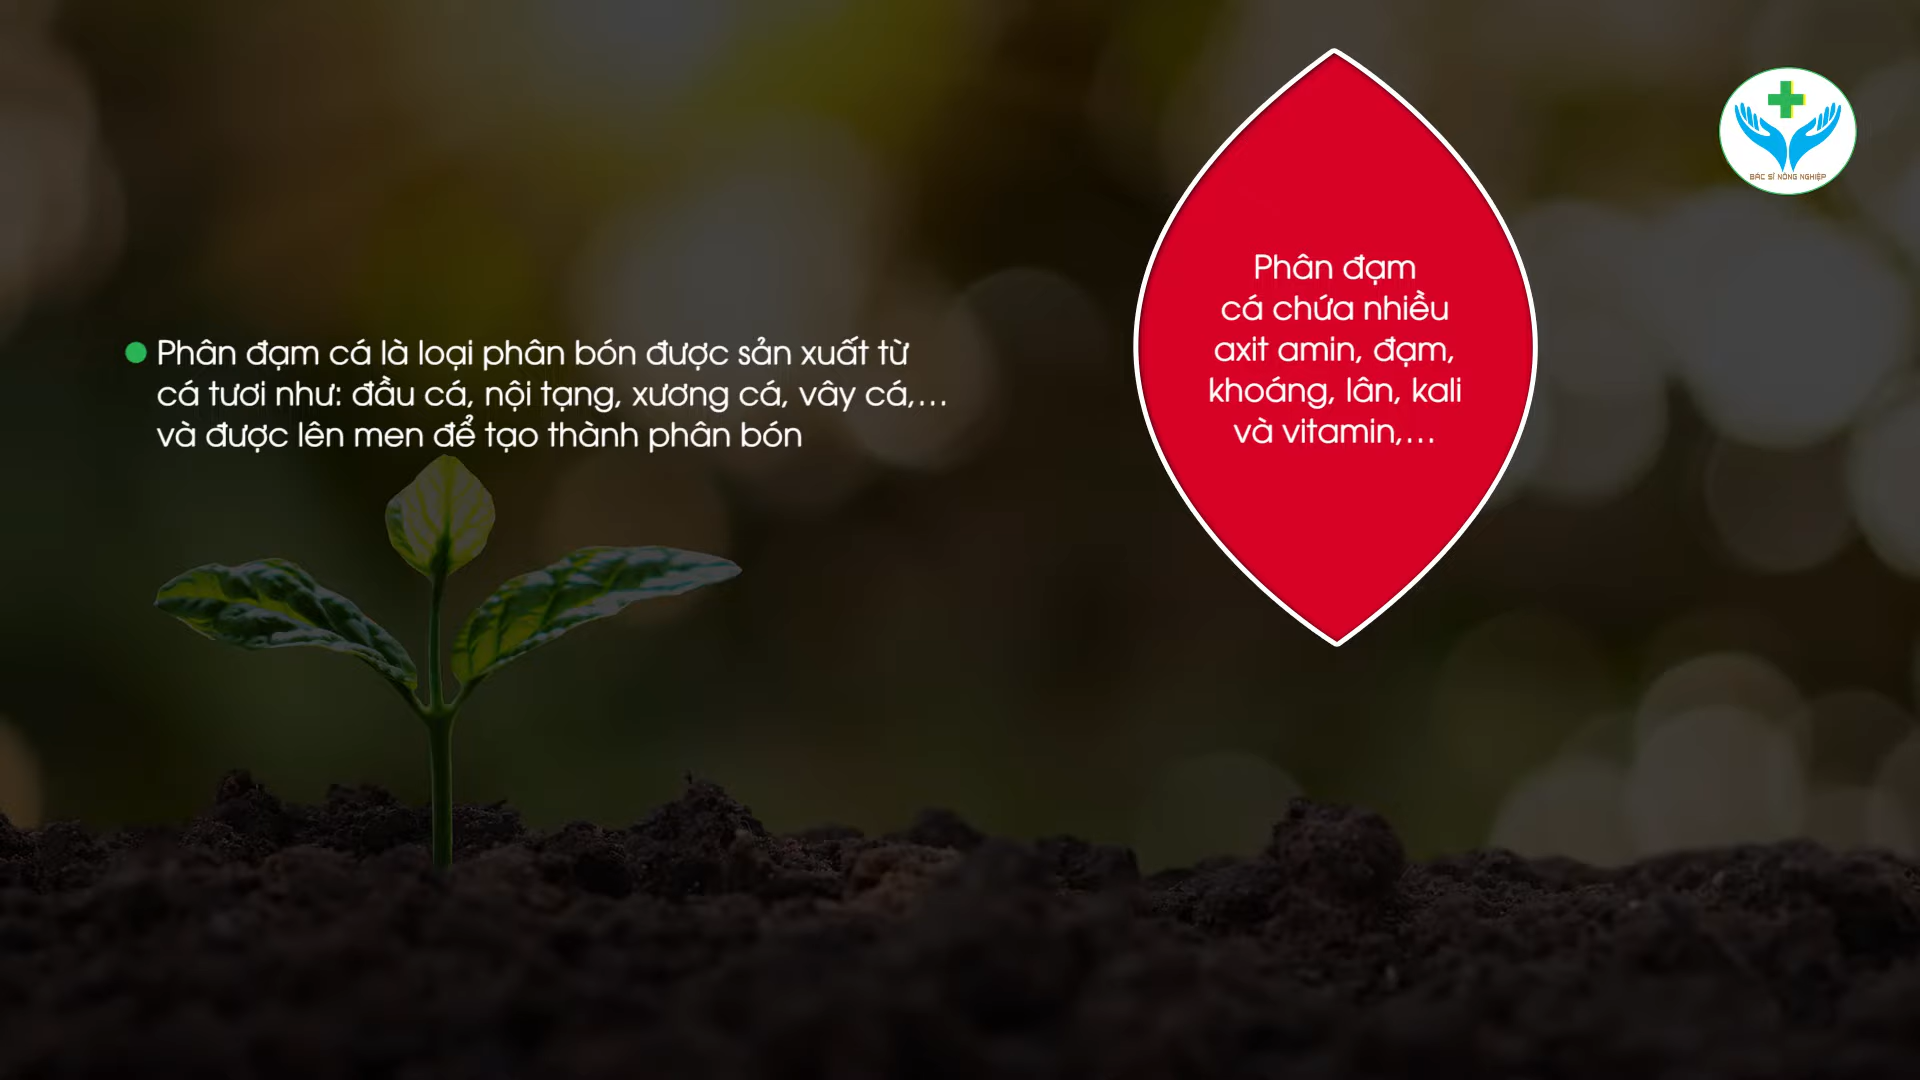 Phân đạm cá là loại phân bón được sản xuất từ
cá tươi như: đầu cá, nội tạng, xương cá, vây cá,...
và được lên men để tạo thành phân bón
Phân đạm
cá chứa nhiều
axit amin, đạm,
khoáng, lân, kali
và vitamin,...
BÁC SĨ NÔNG NGHIỆP